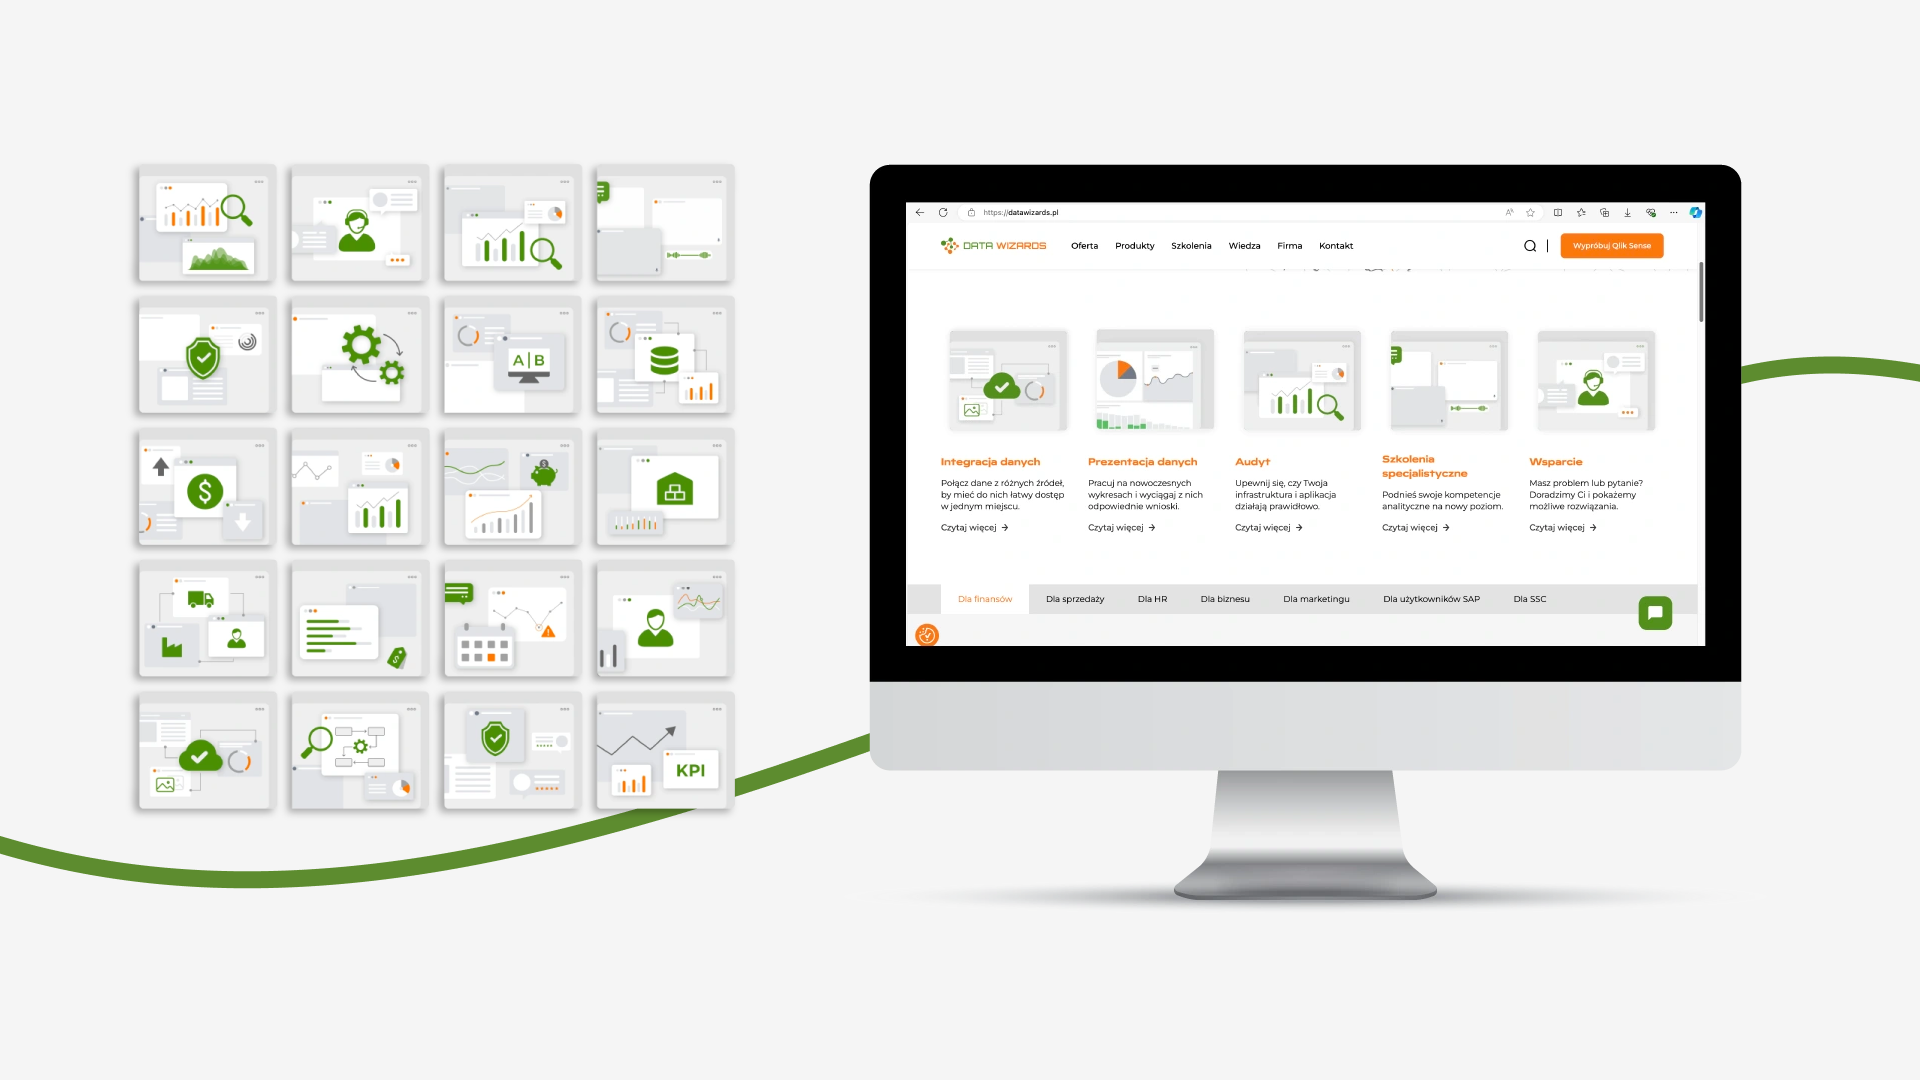 A|B
$
$
$
KPI
https://datawizards.pl
DATA WIZARDS
Oferta
Produkty
Szkolenia
Wiedza
Firma
Kontakt
Wypróbuj Qlik Sense
Integracja danych
Połącz dane z różnych źródeł,
by mieć do nich łatwy dostęp
w jednym miejscu.
Czytaj więcej →
Prezentacja danych
Pracuj na nowoczesnych
wykresach i wyciągaj z nich
odpowiednie wnioski.
Czytaj więcej →
Audyt
Upewnij się, czy Twoja
infrastruktura i aplikacja
działają prawidłowo.
Czytaj więcej →
Szkolenia
specjalistyczne
Podnieś swoje kompetencje
analityczne na nowy poziom.
Czytaj więcej →
Wsparcie
Masz problem lub pytanie?
Doradzimy Ci i pokażemy
możliwe rozwiązania.
Czytaj więcej →
Dla finansów
Dla sprzedaży
Dla HR
Dla biznesu
Dla marketingu
Dla użytkowników SAP
Dla SSC